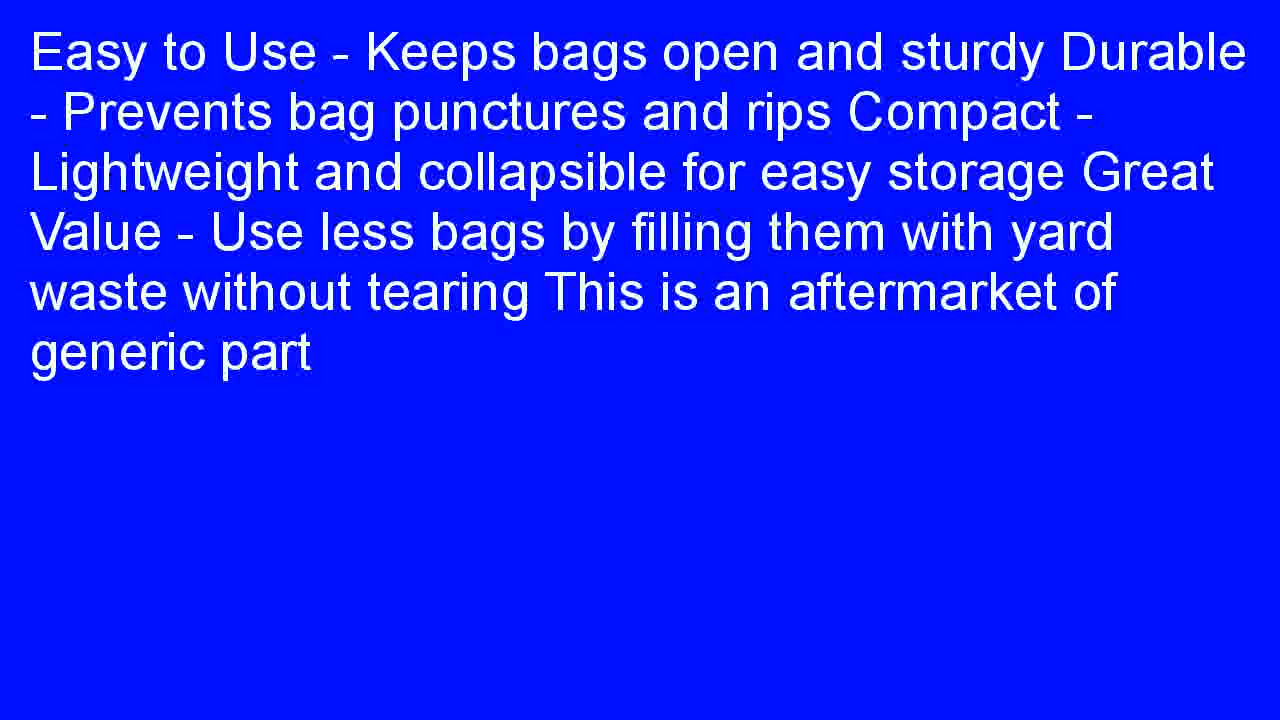 Easy to Use - Keeps bags open and sturdy Durable
- Prevents bag punctures and rips Compact -
Lightweight and collapsible for easy storage Great
Value - Use less bags by filling them with yard
waste without tearing This is an aftermarket of
generic part